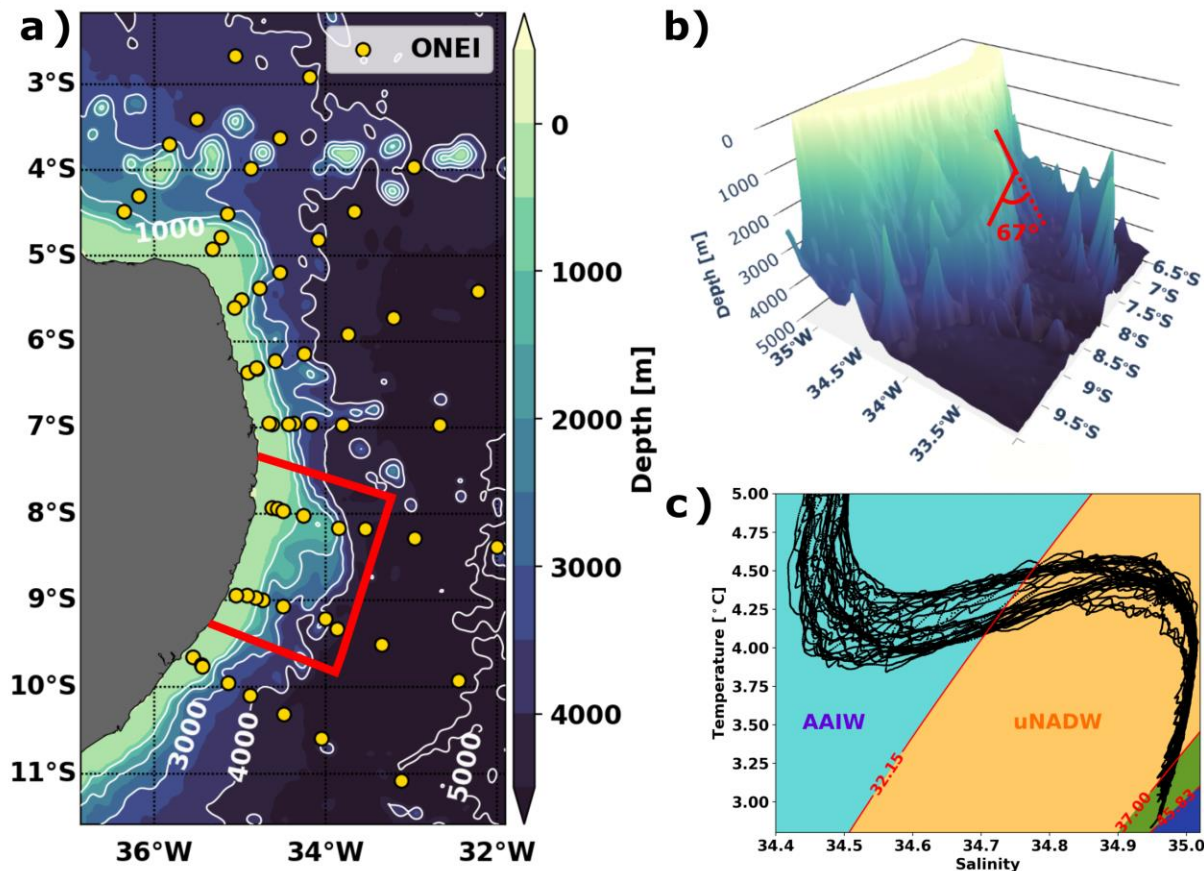 a)
ONEI
3°S
4°S
5°S
6°S
7°S
8°S
9°S
10°S
11°S
36°W
34°W
32°W
1000
3000
4000
5000
0
1000
2000
3000
4000
Depth [m]
b)
0
1000
2000
3000
4000
5000
Depth [m]
67°
35°W
34.5°W
34°W
33.5°W
6.5°S
7°S
7.5°S
8°S
8.5°S
9°S
9.5°S
c)
5.00
4.75
4.50
4.25
4.00
3.75
3.50
3.25
3.00
Temperature [°C]
AAIW
uNADW
32.15
37.00
45.83
34.4
34.5
34.6
34.7
34.8
34.9
35.0
Salinity